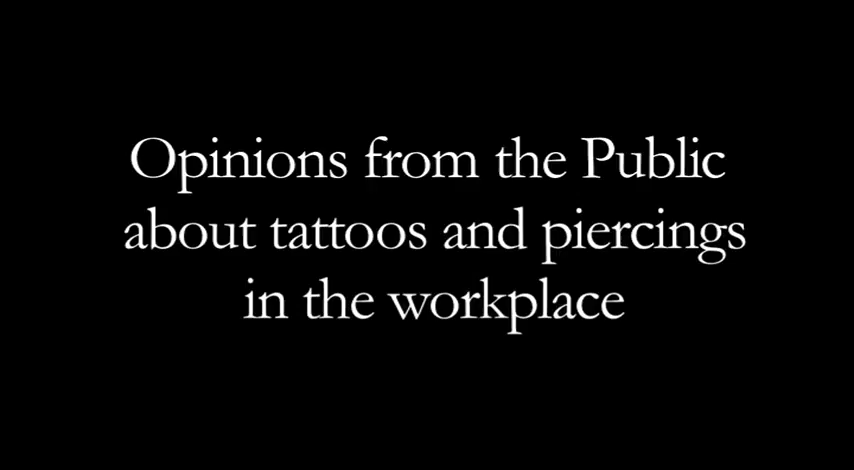 Opinions from the Public
about tattoos and piercings
in the workplace